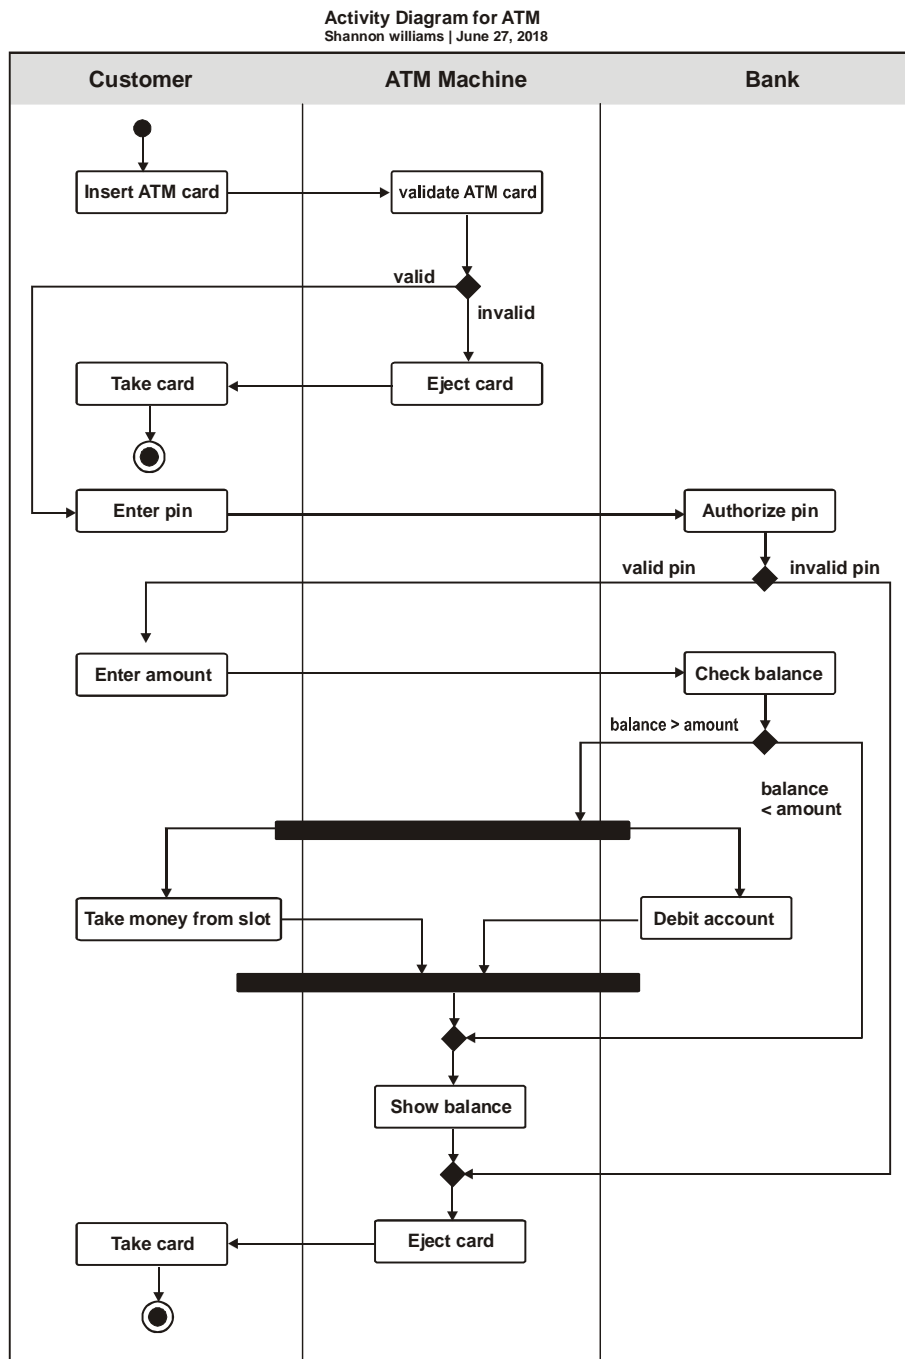 Activity Diagram for ATM
Shannon williams | June 27, 2018
Customer
ATM Machine
Bank
Insert ATM card
validate ATM card
valid
invalid
Take card
Eject card
Enter pin
Authorize pin
valid pin
invalid pin
Enter amount
Check balance
balance > amount
balance
< amount
Take money from slot
Debit account
Show balance
Take card
Eject card